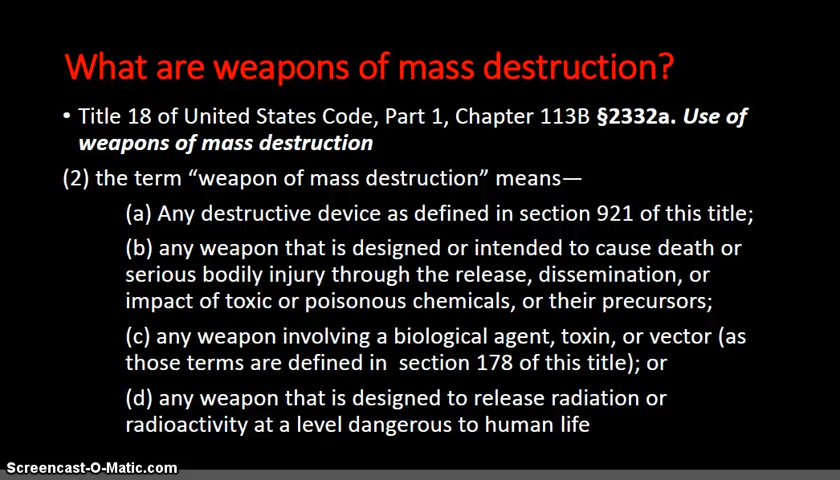 What are weapons of mass destruction?
• Title 18 of United States Code, Part 1, Chapter 113B §2332a. Use of
weapons of mass destruction
(2) the term “weapon of mass destruction” means—
(a) Any destructive device as defined in section 921 of this title;
(b) any weapon that is designed or intended to cause death or
serious bodily injury through the release, dissemination, or
impact of toxic or poisonous chemicals, or their precursors;
(c) any weapon involving a biological agent, toxin, or vector (as
those terms are defined in section 178 of this title); or
(d) any weapon that is designed to release radiation or
radioactivity at a level dangerous to human life
Screencast-O-Matic.com